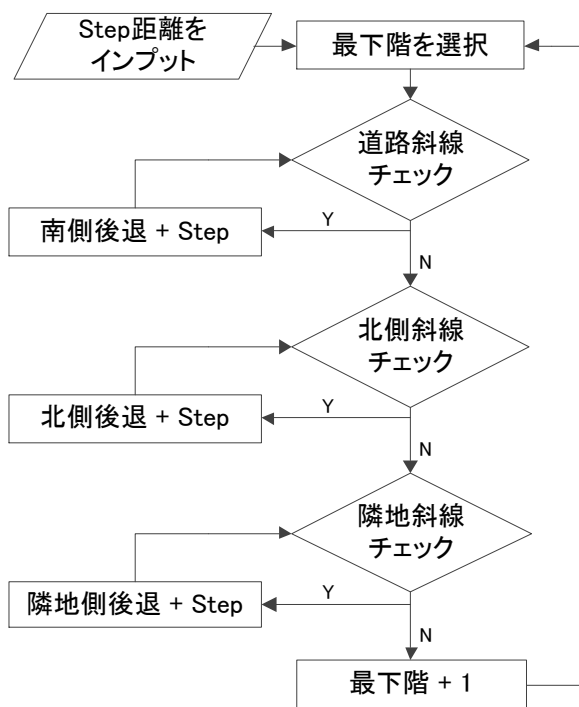 Step距離を
インプット
最下階を選択
道路斜線
チェック
Y
南側後退 + Step
N
北側斜線
チェック
Y
北側後退 + Step
N
隣地斜線
チェック
Y
隣地側後退 + Step
N
最下階 + 1